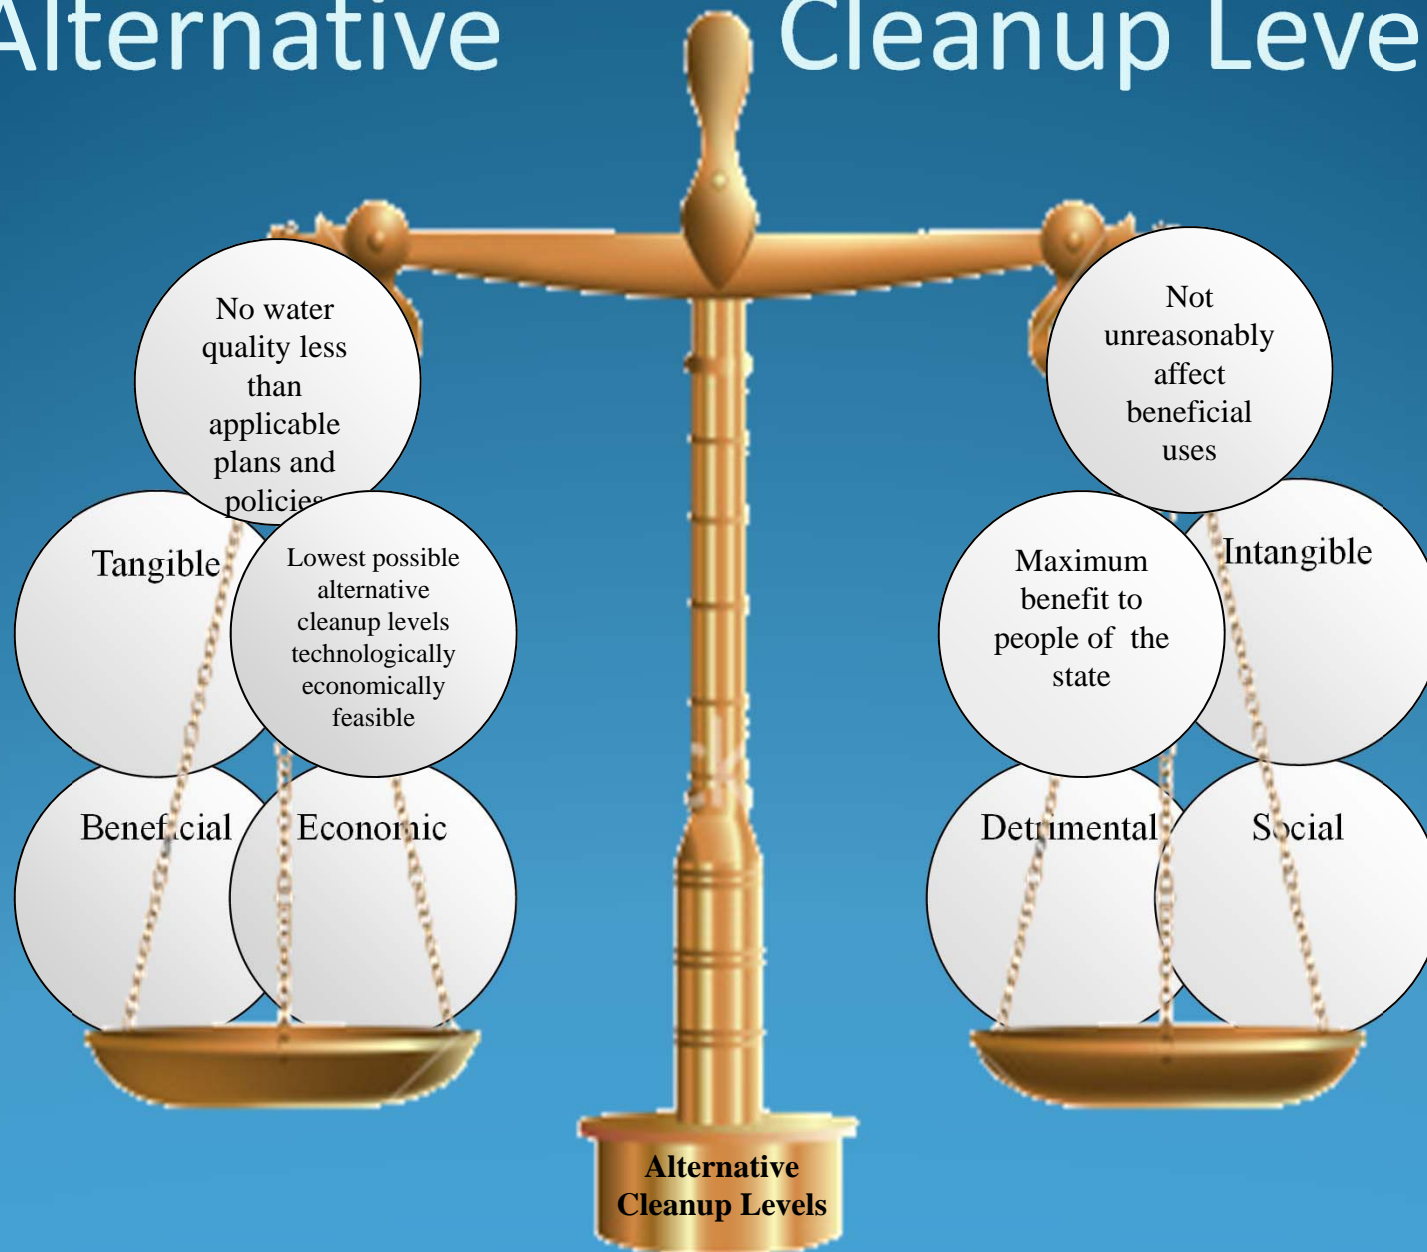 Alternative Cleanup Leve
No water
quality less
than
applicable
plans and
policies
Tangible
Lowest possible
alternative
cleanup levels
technologically
economically
feasible
Beneficial
Economic
Not
unreasonably
affect
beneficial
uses
Maximum
benefit to
people of the
state
Intangible
Detrimental
Social
Alternative
Cleanup Levels